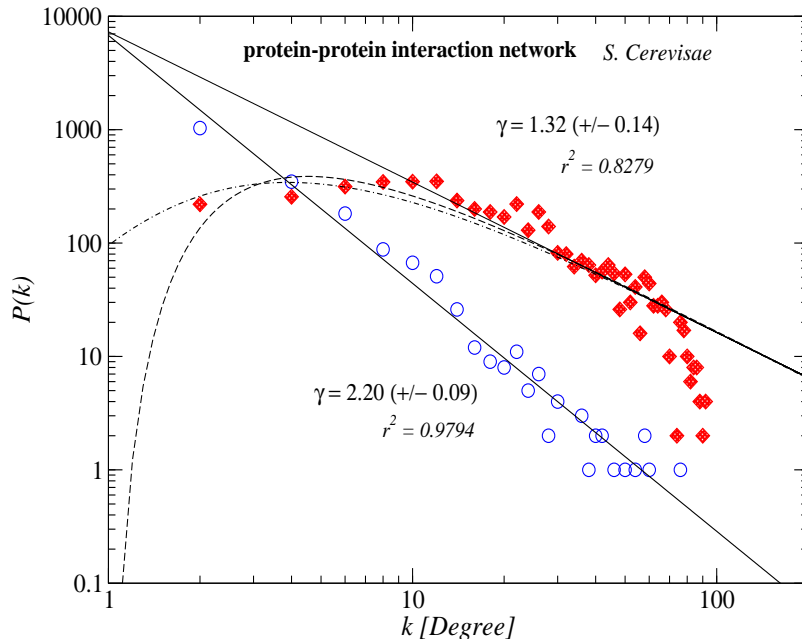 protein-protein interaction network S. Cerevisae
γ = 1.32 (+/− 0.14)
r² = 0.8279
γ = 2.20 (+/− 0.09)
r² = 0.9794
P(k)
10000
1000
100
10
1
0.1
1 10 100
k [Degree]